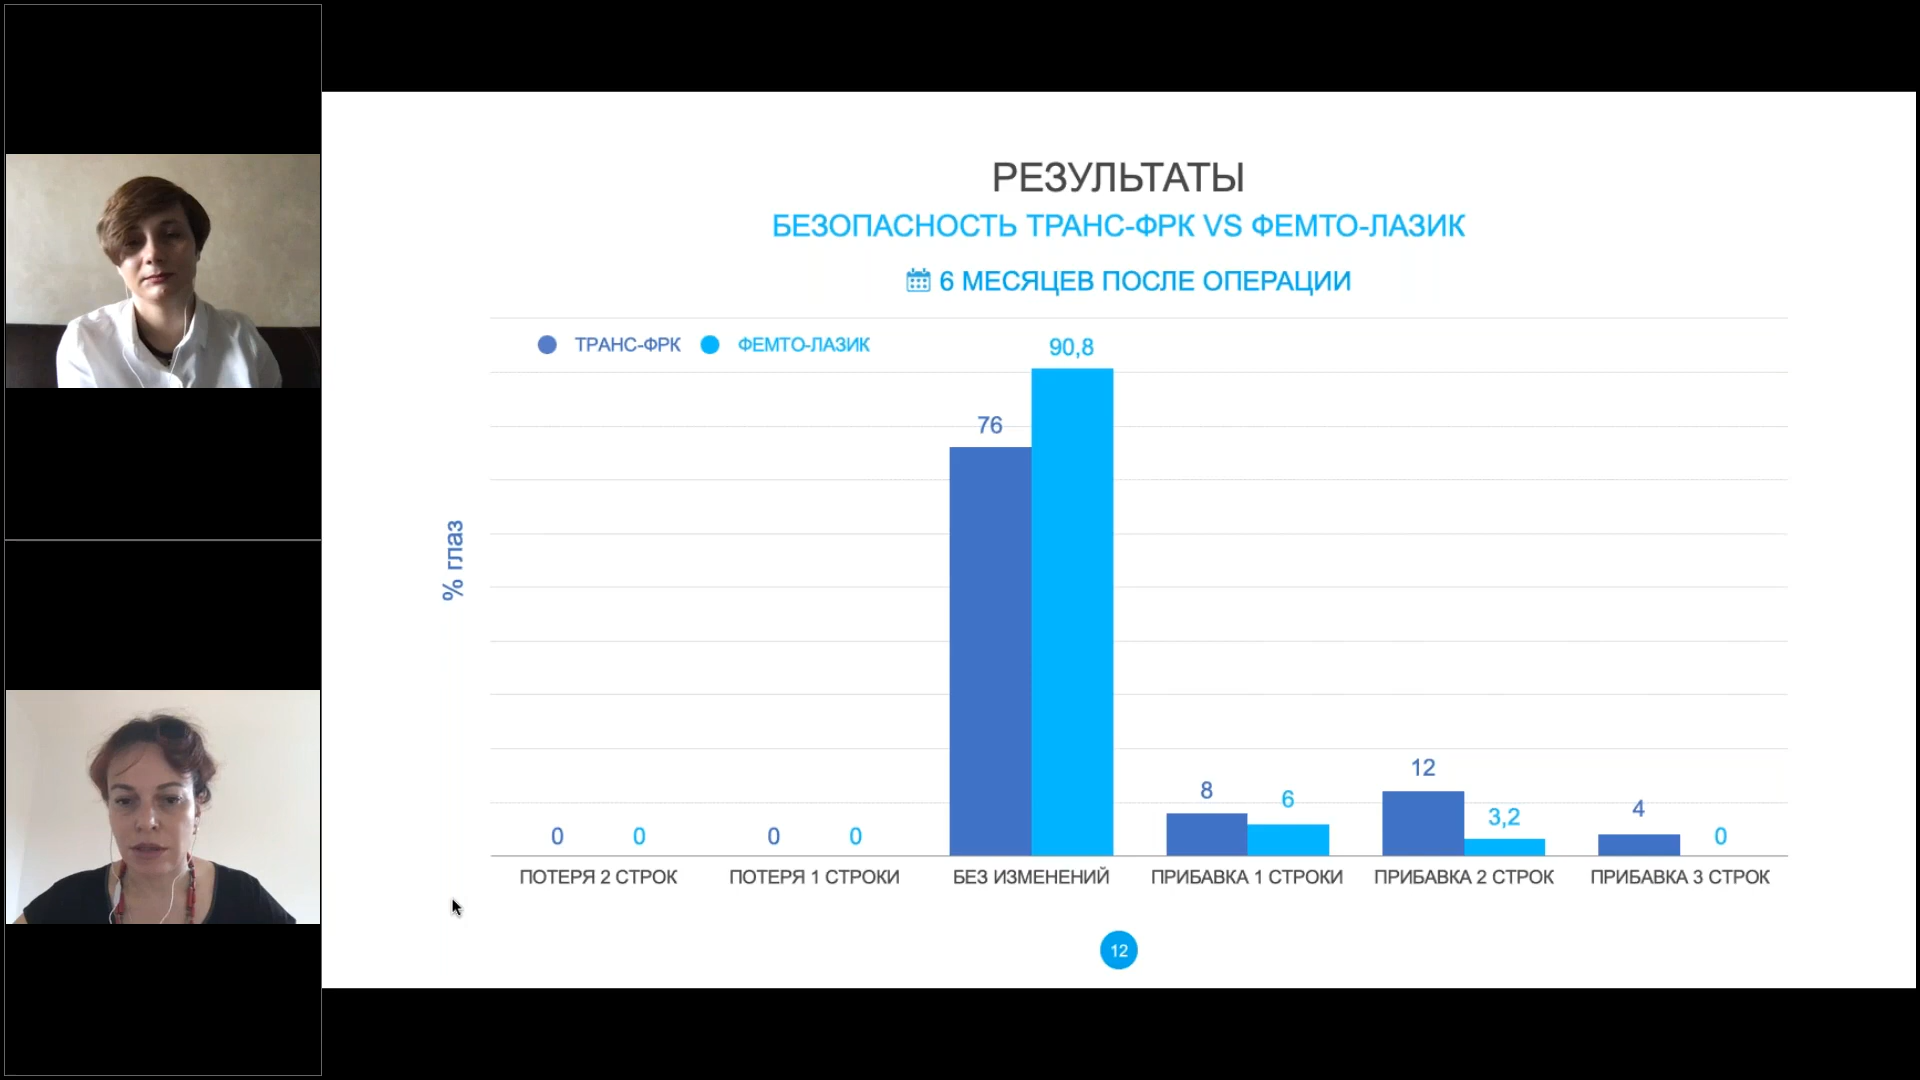 РЕЗУЛЬТАТЫ
БЕЗОПАСНОСТЬ ТРАНС-ФРК VS ФЕМТО-ЛАЗИК
6 МЕСЯЦЕВ ПОСЛЕ ОПЕРАЦИИ
ТРАНС-ФРК ФЕМТО-ЛАЗИК
90,8
76
% глаз
12
8 6 3,2 4
0 0 0 0 0
ПОТЕРЯ 2 СТРОК ПОТЕРЯ 1 СТРОКИ БЕЗ ИЗМЕНЕНИЙ ПРИБАВКА 1 СТРОКИ ПРИБАВКА 2 СТРОК ПРИБАВКА 3 СТРОК
12